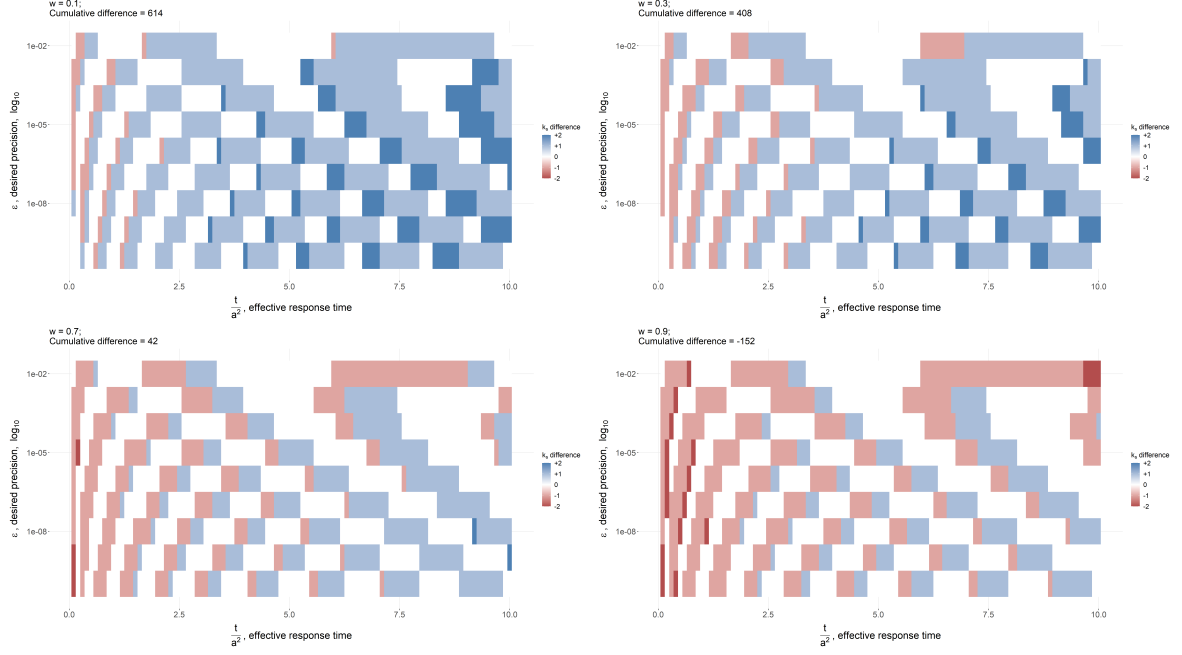 w = 0.1;
Cumulative difference = 614
1e-02
1e-05
1e-08
ε , desired precision, log10
0.0
2.5
5.0
7.5
10.0
t
a2 , effective response time
ks difference
+2
+1
0
-1
-2
w = 0.3;
Cumulative difference = 408
1e-02
1e-05
1e-08
ε , desired precision, log10
0.0
2.5
5.0
7.5
10.0
t
a2 , effective response time
ks difference
+2
+1
0
-1
-2
w = 0.7;
Cumulative difference = 42
1e-02
1e-05
1e-08
ε , desired precision, log10
0.0
2.5
5.0
7.5
10.0
t
a2 , effective response time
ks difference
+2
+1
0
-1
-2
w = 0.9;
Cumulative difference = -152
1e-02
1e-05
1e-08
ε , desired precision, log10
0.0
2.5
5.0
7.5
10.0
t
a2 , effective response time
ks difference
+2
+1
0
-1
-2